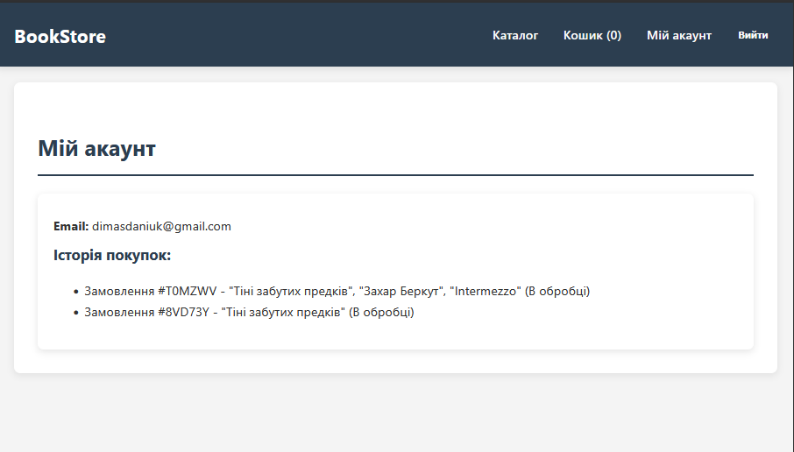 BookStore
Каталог
Кошик (0)
Мій акаунт
Вийти
Мій акаунт
Email: dimasdaniuk@gmail.com
Історія покупок:
Замовлення #T0MZWV - "Тіні забутих предків", "Захар Беркут", "Intermezzo" (В обробці)
Замовлення #8VD73Y - "Тіні забутих предків" (В обробці)